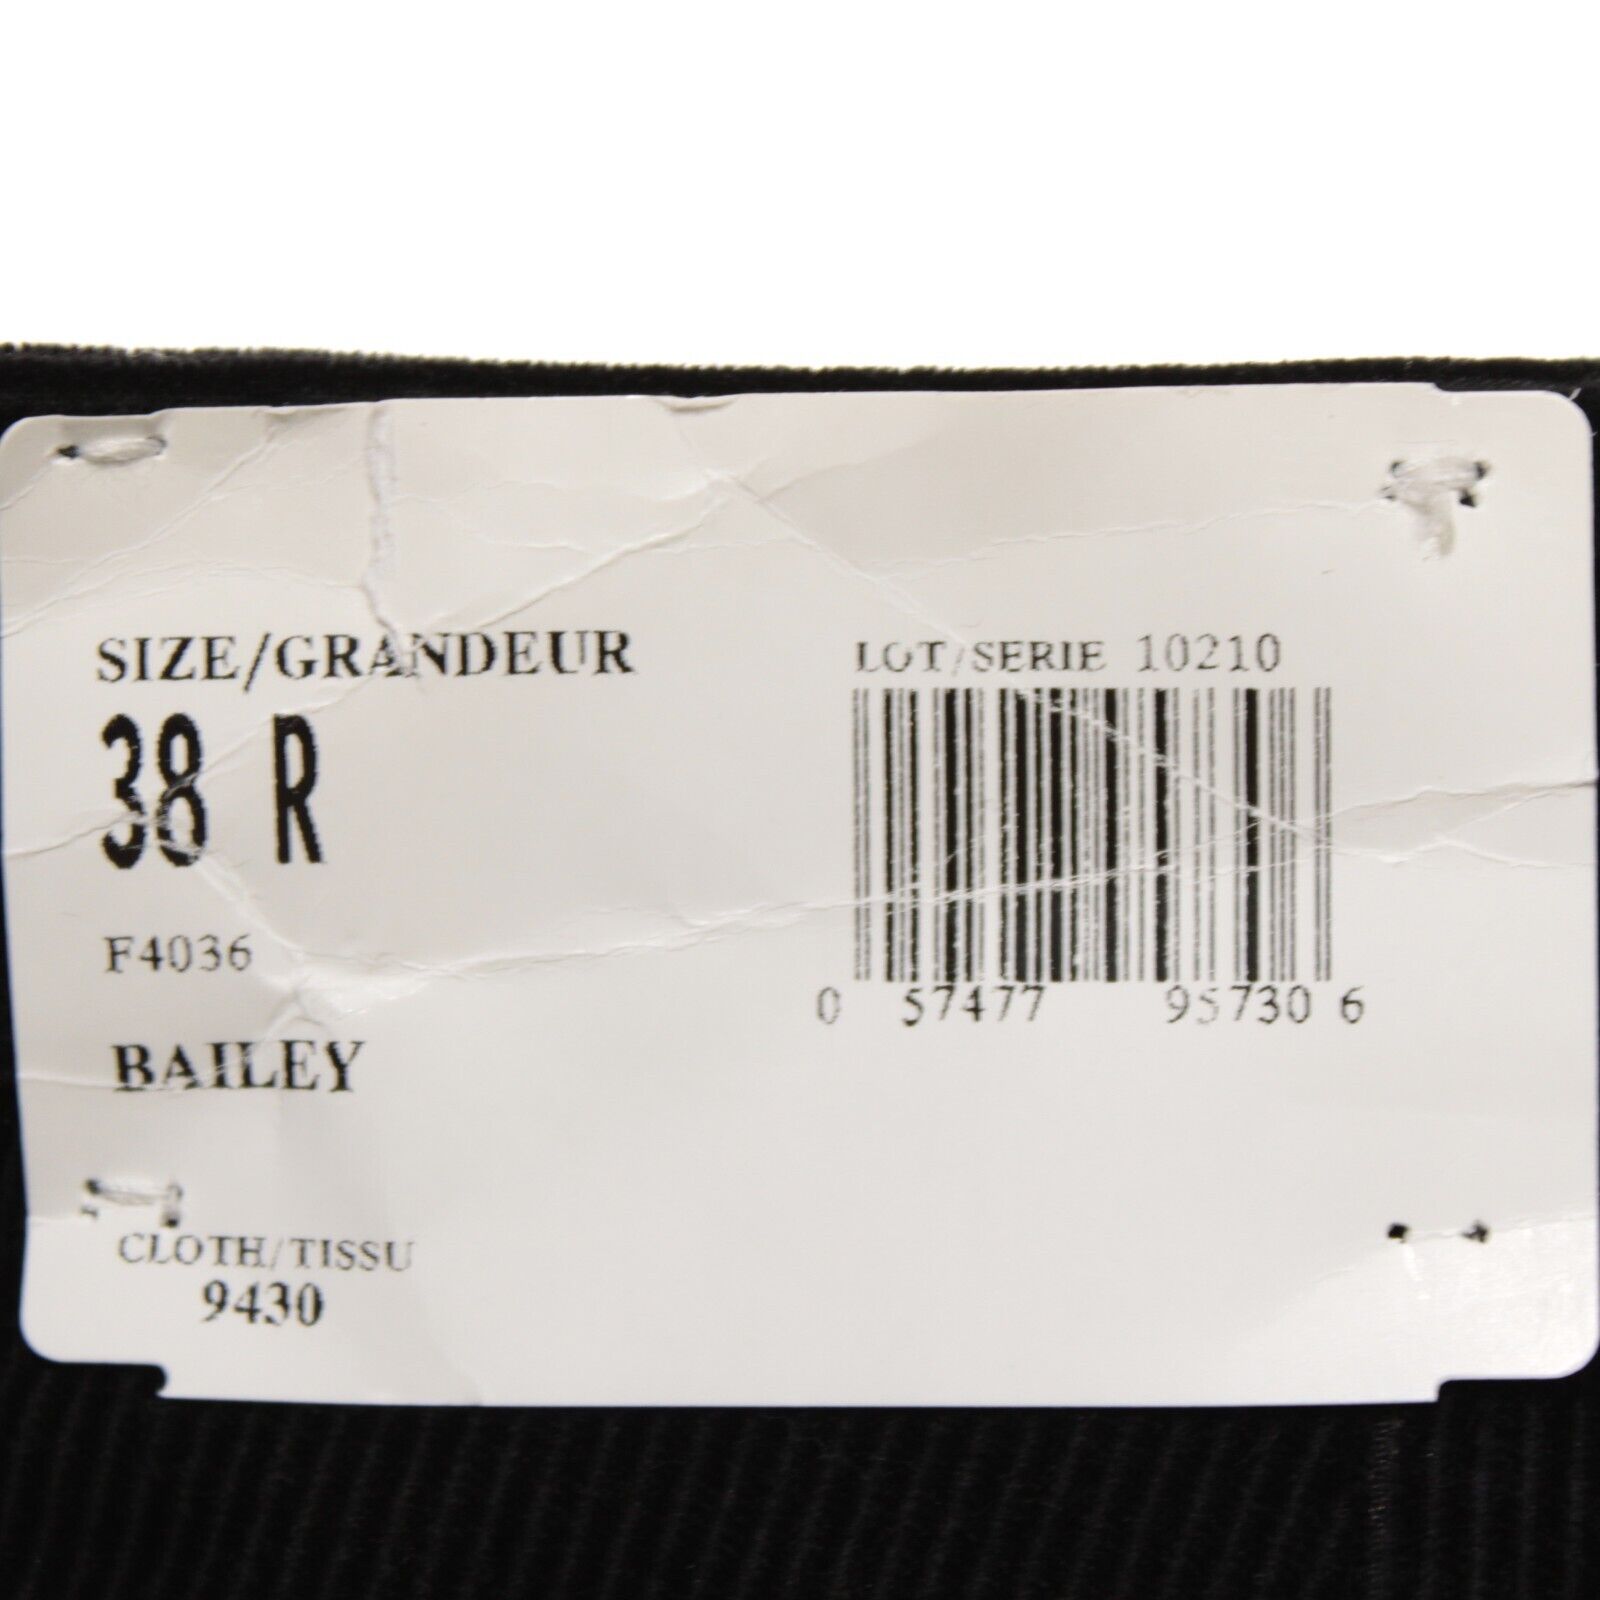 SIZE/GRANDEUR
38 R
F4036
BAILEY
CLOTH/TISSU
9430
LOT/SERIE 10210
0 57477 95730 6